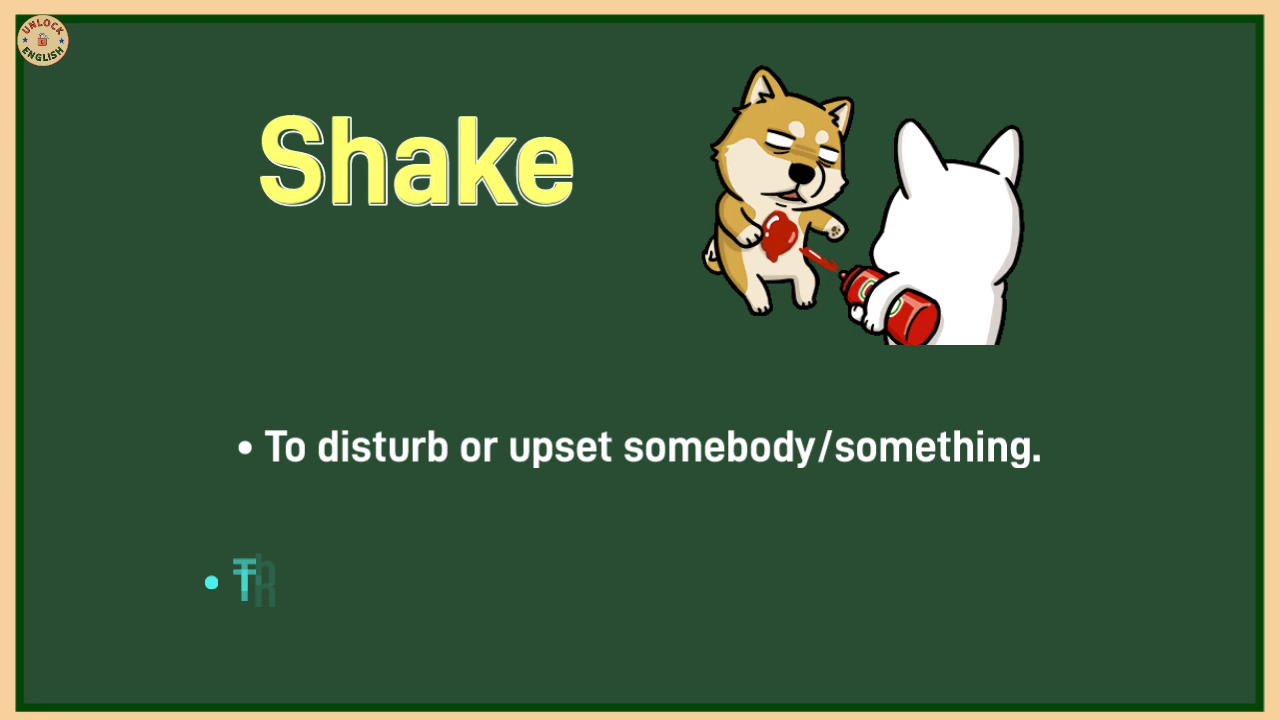 UNLOCK
ENGLISH
Shake
• To disturb or upset somebody/something.
• T